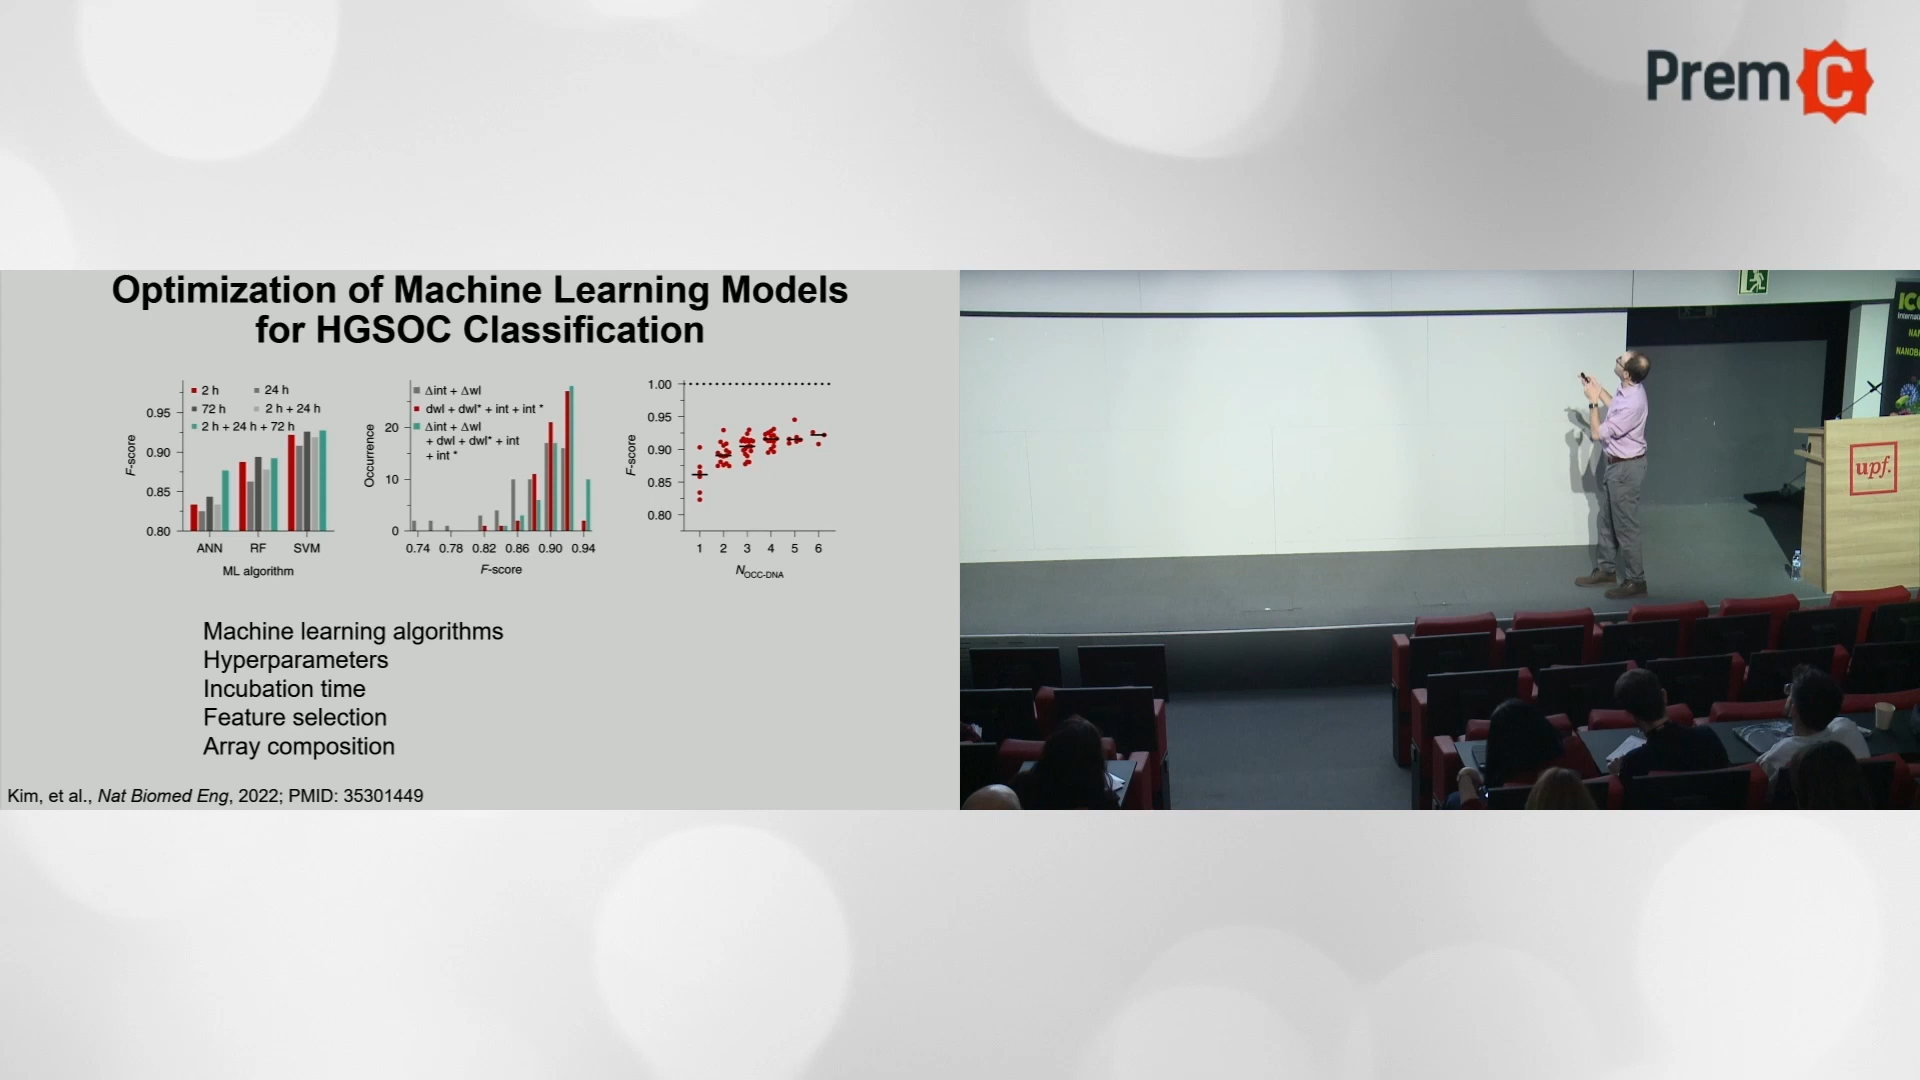 Prem C
Optimization of Machine Learning Models
for HGSOC Classification
2 h
24 h
72 h
2 h + 24 h
2 h + 24 h + 72 h
F-score
0.95
0.90
0.85
0.80
ANN RF SVM
ML algorithm
Δint + Δwl
dwl + dwl* + int + int *
Δint + Δwl
+ dwl + dwl* + int
+ int *
Occurrence
20
10
0
0.74 0.78 0.82 0.86 0.90 0.94
F-score
F-score
1.00
0.95
0.90
0.85
0.80
1 2 3 4 5 6
NOCC-DNA
Machine learning algorithms
Hyperparameters
Incubation time
Feature selection
Array composition
Kim, et al., Nat Biomed Eng, 2022; PMID: 35301449
upf.